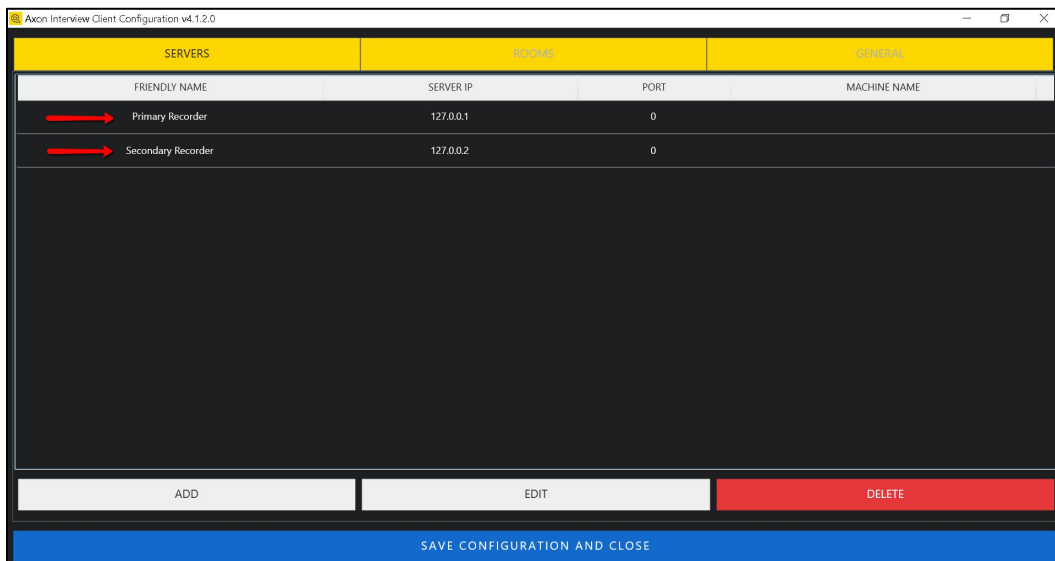 Axon Interview Client Configuration v4.1.2.0
SERVERS ROOMS GENERAL
FRIENDLY NAME SERVER IP PORT MACHINE NAME
Primary Recorder 127.0.0.1 0
Secondary Recorder 127.0.0.2 0
ADD EDIT DELETE
SAVE CONFIGURATION AND CLOSE